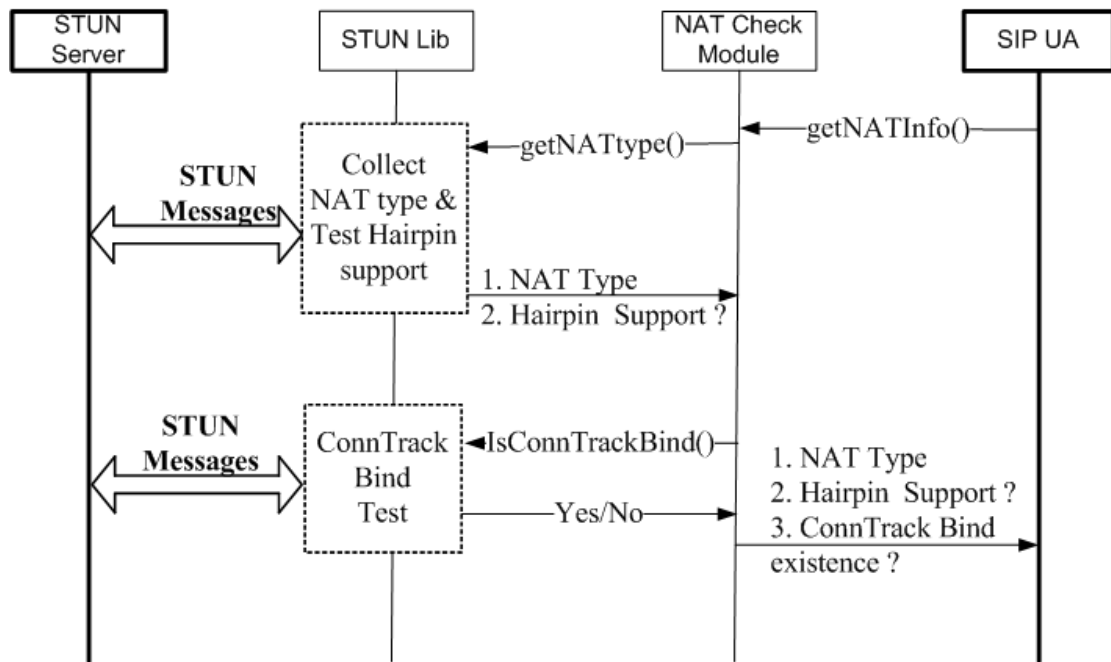 STUN
Server
STUN Lib
NAT Check
Module
SIP UA
getNATInfo()
getNATtype()
Collect
NAT type &
Test Hairpin
support
STUN
Messages
1. NAT Type
2. Hairpin Support ?
STUN
Messages
ConnTrack
Bind
Test
IsConnTrackBind()
Yes/No
1. NAT Type
2. Hairpin Support ?
3. ConnTrack Bind
existence ?